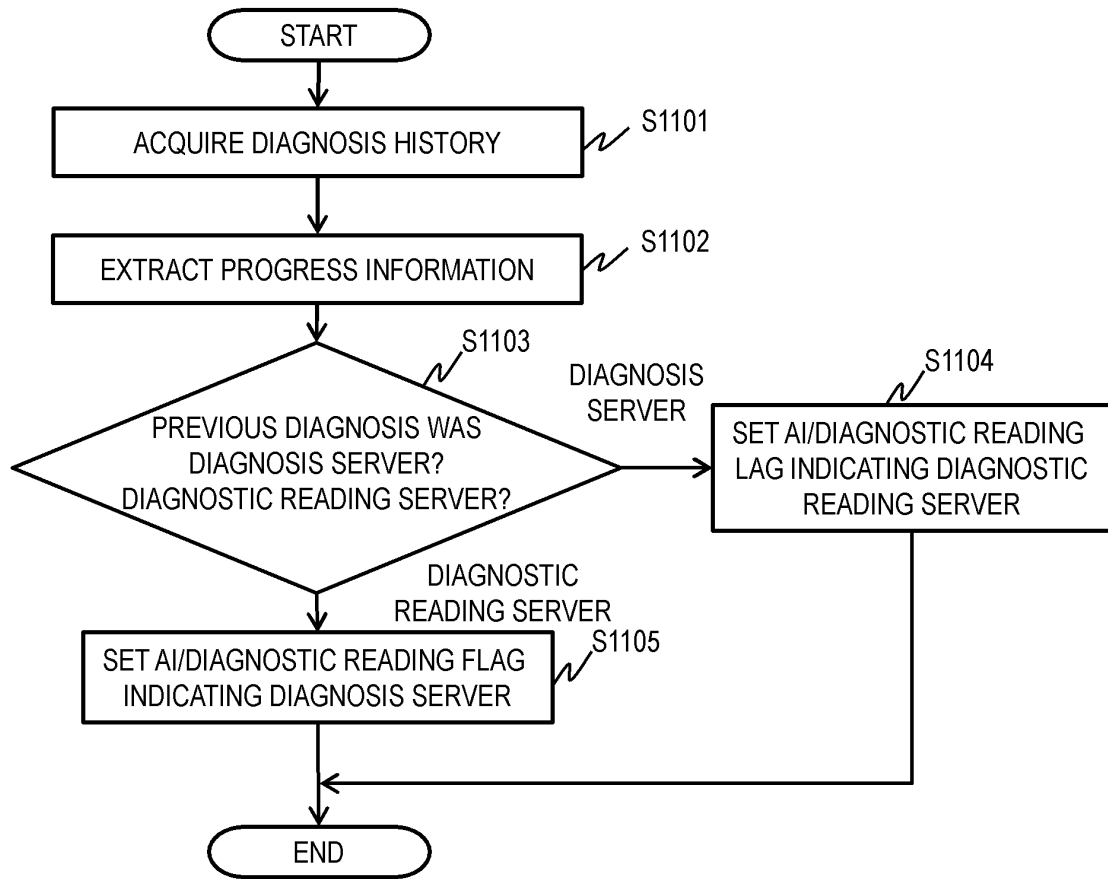 START
ACQUIRE DIAGNOSIS HISTORY
S1101
EXTRACT PROGRESS INFORMATION
S1102
S1103
PREVIOUS DIAGNOSIS WAS
DIAGNOSIS SERVER?
DIAGNOSTIC READING SERVER?
DIAGNOSIS
SERVER
S1104
SET AI/DIAGNOSTIC READING
LAG INDICATING DIAGNOSTIC
READING SERVER
DIAGNOSTIC
READING SERVER
S1105
SET AI/DIAGNOSTIC READING FLAG
INDICATING DIAGNOSIS SERVER
END